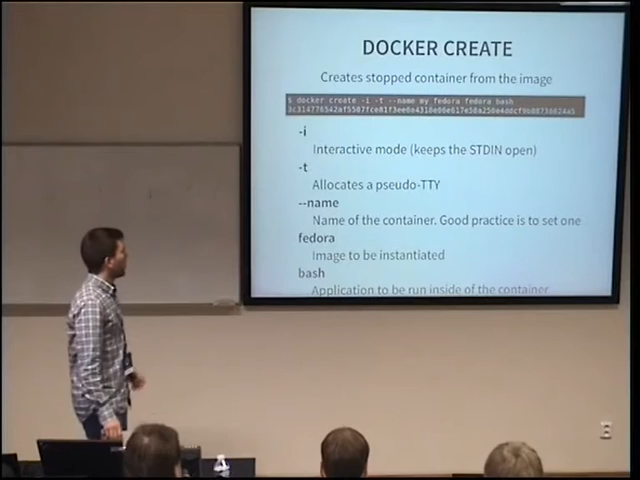 DOCKER CREATE
Creates stopped container from the image
$ docker create -i -t --name my fedora fedora bash
-i
Interactive mode (keeps the STDIN open)
-t
Allocates a pseudo-TTY
--name
Name of the container. Good practice is to set one
fedora
Image to be instantiated
bash
Application to be run inside of the container